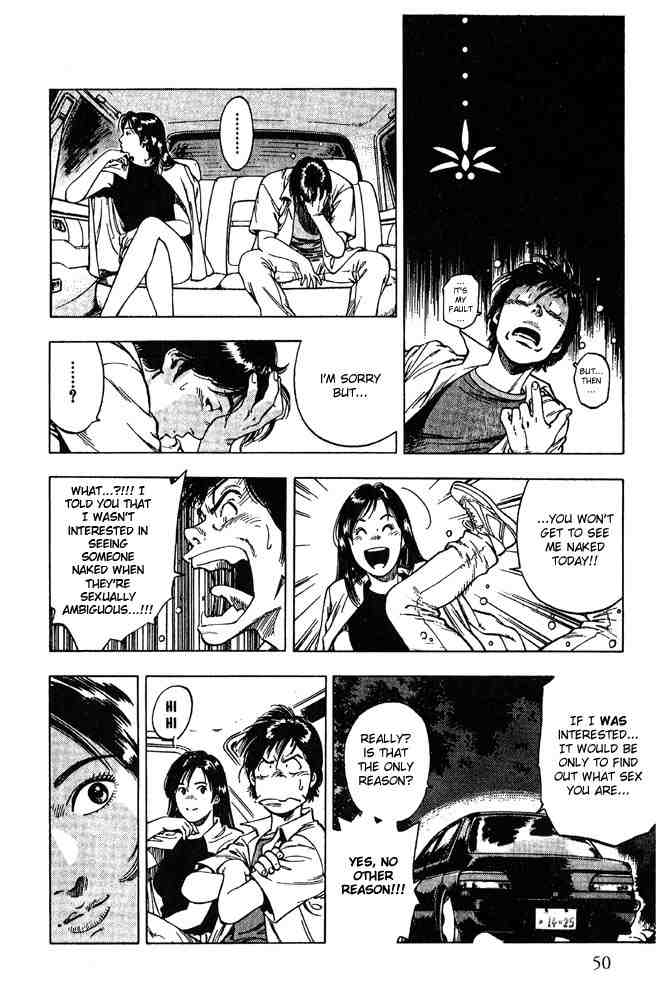 ...
IT'S
MY
FAULT
...
BUT...
THEN
...
.......
I'M SORRY
BUT...
......?
...YOU WON'T
GET TO SEE
ME NAKED
TODAY!!
WHAT...?!!! I
TOLD YOU THAT
I WASN'T
INTERESTED IN
SEEING
SOMEONE
NAKED WHEN
THEY'RE
SEXUALLY
AMBIGUOUS...!!!
IF I WAS
INTERESTED...
IT WOULD BE
ONLY TO FIND
OUT WHAT SEX
YOU ARE...
REALLY?
IS THAT
THE ONLY
REASON?
YES, NO
OTHER
REASON!!!
14-25
HI
HI
50